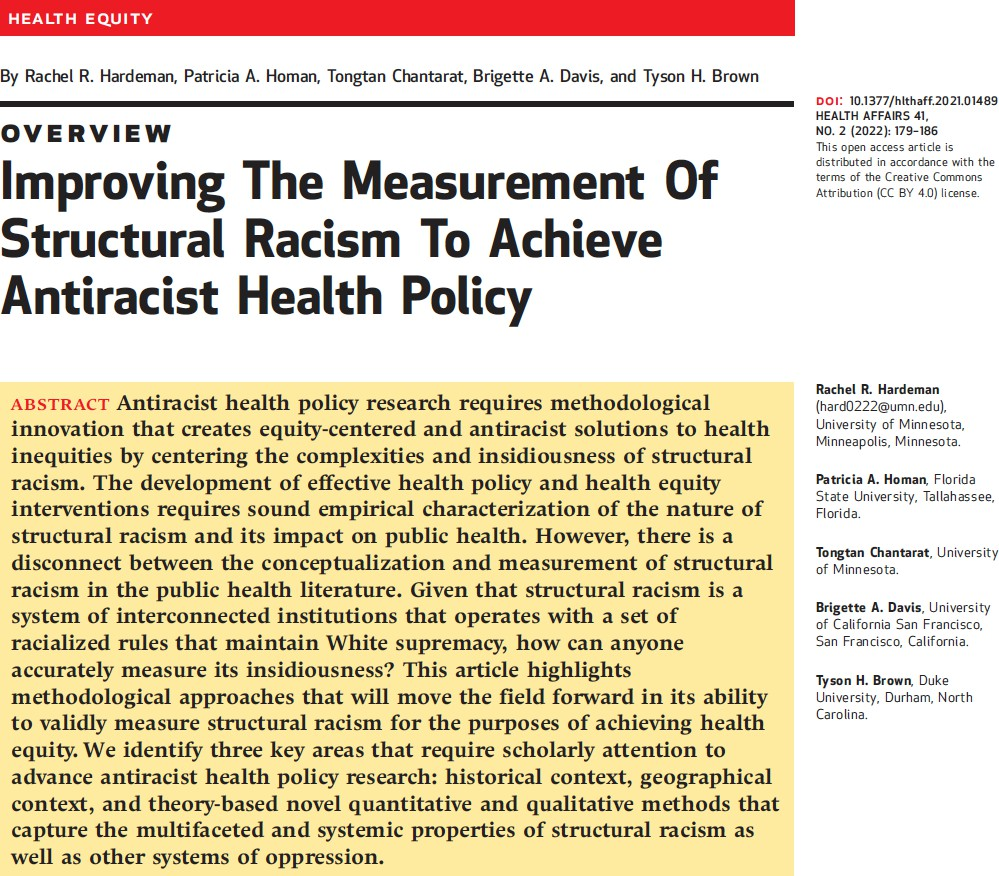 HEALTH EQUITY
By Rachel R. Hardeman, Patricia A. Homan, Tongtan Chantarat, Brigette A. Davis, and Tyson H. Brown
OVERVIEW
Improving The Measurement Of
Structural Racism To Achieve
Antiracist Health Policy
DOI: 10.1377/hlthaff.2021.01489
HEALTH AFFAIRS 41,
NO. 2 (2022): 179–186
This open access article is
distributed in accordance with the
terms of the Creative Commons
Attribution (CC BY 4.0) license.
ABSTRACT Antiracist health policy research requires methodological
innovation that creates equity-centered and antiracist solutions to health
inequities by centering the complexities and insidiousness of structural
racism. The development of effective health policy and health equity
interventions requires sound empirical characterization of the nature of
structural racism and its impact on public health. However, there is a
disconnect between the conceptualization and measurement of structural
racism in the public health literature. Given that structural racism is a
system of interconnected institutions that operates with a set of
racialized rules that maintain White supremacy, how can anyone
accurately measure its insidiousness? This article highlights
methodological approaches that will move the field forward in its ability
to validly measure structural racism for the purposes of achieving health
equity. We identify three key areas that require scholarly attention to
advance antiracist health policy research: historical context, geographical
context, and theory-based novel quantitative and qualitative methods that
capture the multifaceted and systemic properties of structural racism as
well as other systems of oppression.
Rachel R. Hardeman
(hard0222@umn.edu),
University of Minnesota,
Minneapolis, Minnesota.
Patricia A. Homan, Florida
State University, Tallahassee,
Florida.
Tongtan Chantarat, University
of Minnesota.
Brigette A. Davis, University
of California San Francisco,
San Francisco, California.
Tyson H. Brown, Duke
University, Durham, North
Carolina.